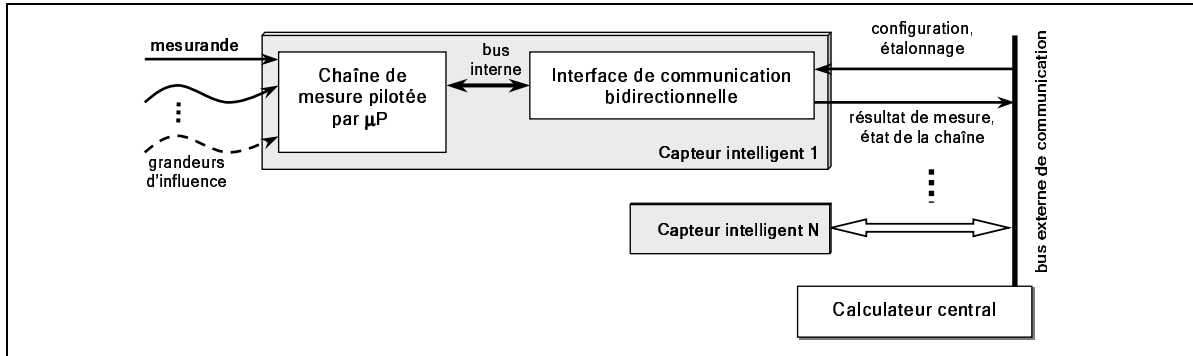 mesurande
Chaîne de
mesure pilotée
par µP
grandeurs
d'influence
bus
interne
Interface de communication
bidirectionnelle
Capteur intelligent 1
configuration,
étalonnage
résultat de mesure,
état de la chaîne
Capteur intelligent N
bus externe de communication
Calculateur central